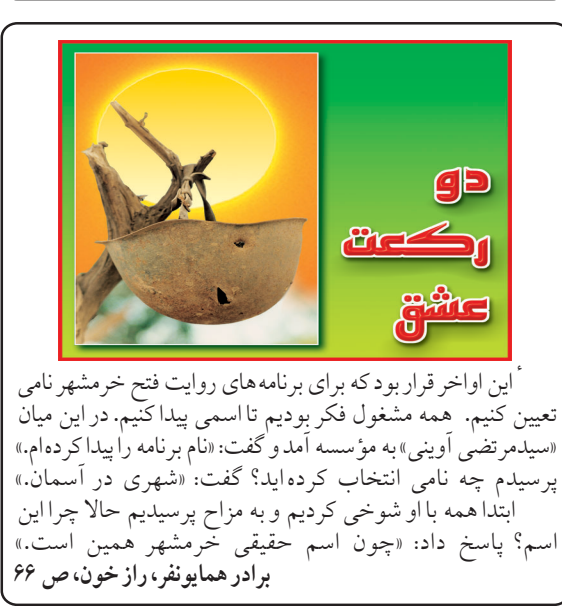 دو
رکعت
عشق
این اواخر قرار بود که برای برنامه‌های روایت فتح خرمشهر نامی
تعیین کنیم. همه مشغول فکر بودیم تا اسمی پیدا کنیم. در این میان
«سیدمرتضی آوینی» به مؤسسه آمد و گفت: «نام برنامه را پیدا کرده‌ام.»
پرسیدم چه نامی انتخاب کرده‌اید؟ گفت: «شهری در آسمان.»
ابتدا همه با او شوخی کردیم و به مزاح پرسیدیم حالا چرا این
اسم؟ پاسخ داد: «چون اسم حقیقی خرمشهر همین است.»
برادر همایونفر، راز خون، ص ۶۶